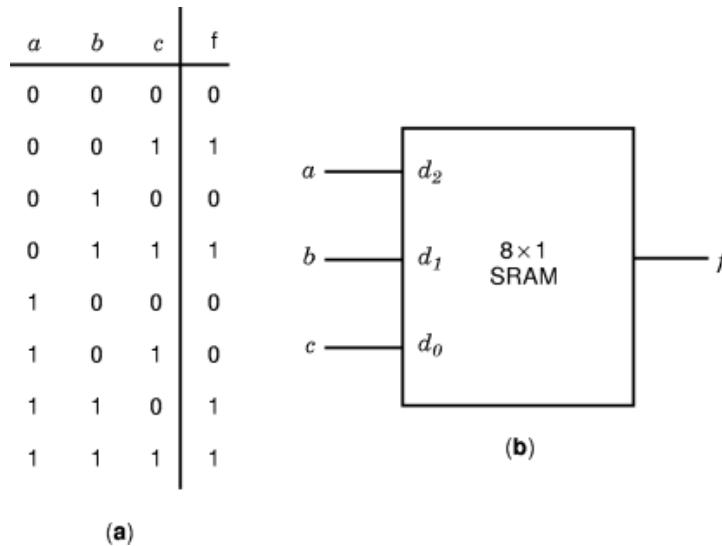 a b c f
0 0 0 0
0 0 1 1
0 1 0 0
0 1 1 1
1 0 0 0
1 0 1 0
1 1 0 1
1 1 1 1
(a)
a d₂
b d₁
c d₀
8×1
SRAM
f
(b)